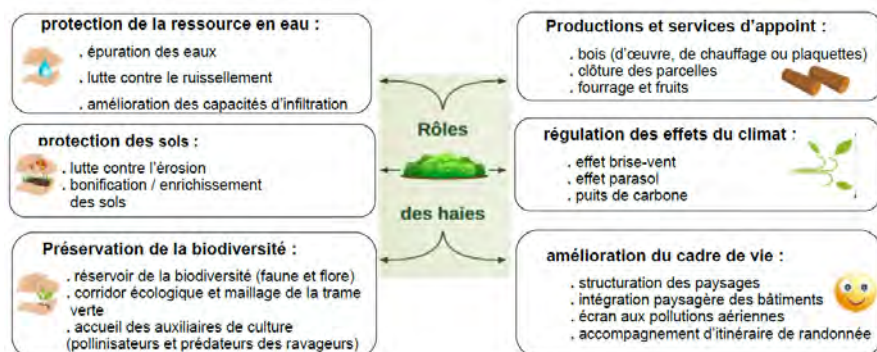 protection de la ressource en eau :
. épuration des eaux
. lutte contre le ruissellement
. amélioration des capacités d'infiltration
protection des sols :
. lutte contre l'érosion
. bonification / enrichissement
des sols
Préservation de la biodiversité :
. réservoir de la biodiversité (faune et flore)
. corridor écologique et maillage de la trame
verte
. accueil des auxiliaires de culture
(pollinisateurs et prédateurs des ravageurs)
Rôles
des haies
Productions et services d'appoint :
. bois (d'œuvre, de chauffage ou plaquettes)
. clôture des parcelles
. fourrage et fruits
régulation des effets du climat :
. effet brise-vent
. effet parasol
. puits de carbone
amélioration du cadre de vie :
. structuration des paysages
. intégration paysagère des bâtiments
. écran aux pollutions aériennes
. accompagnement d'itinéraire de randonnée